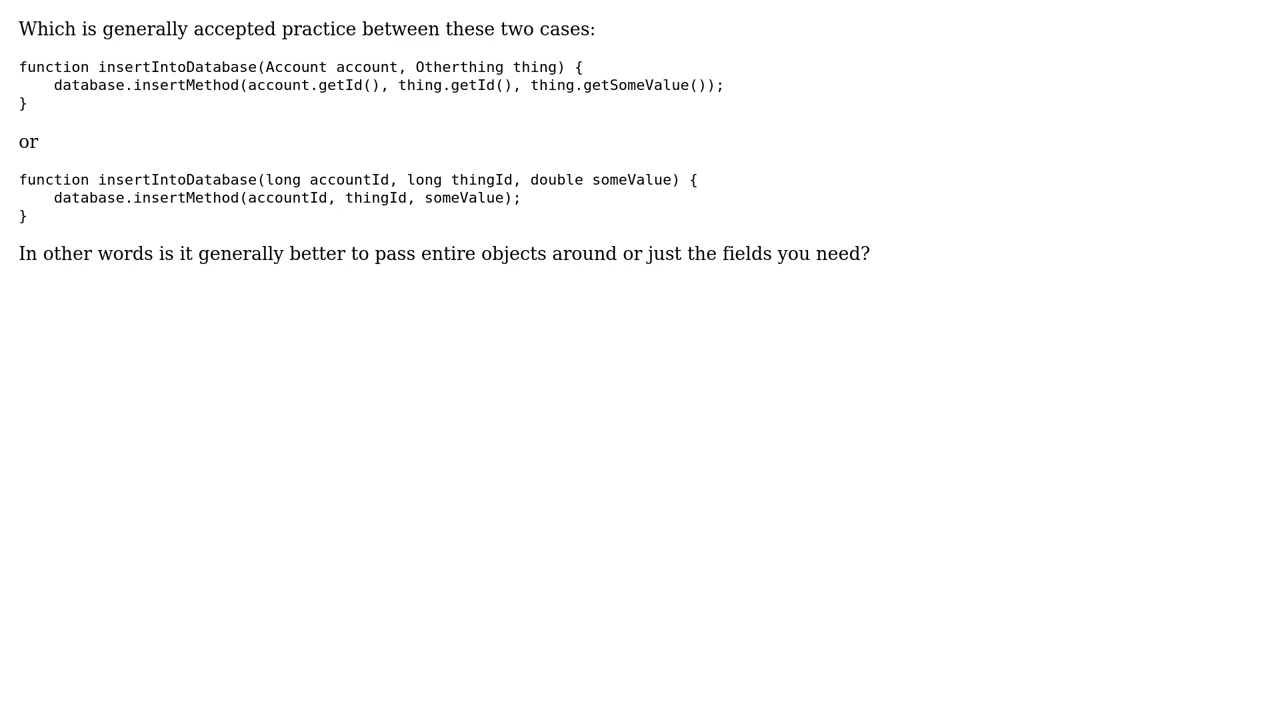 Which is generally accepted practice between these two cases:
function insertIntoDatabase(Account account, Otherthing thing) {
    database.insertMethod(account.getId(), thing.getId(), thing.getSomeValue());
}
or
function insertIntoDatabase(long accountId, long thingId, double someValue) {
    database.insertMethod(accountId, thingId, someValue);
}
In other words is it generally better to pass entire objects around or just the fields you need?